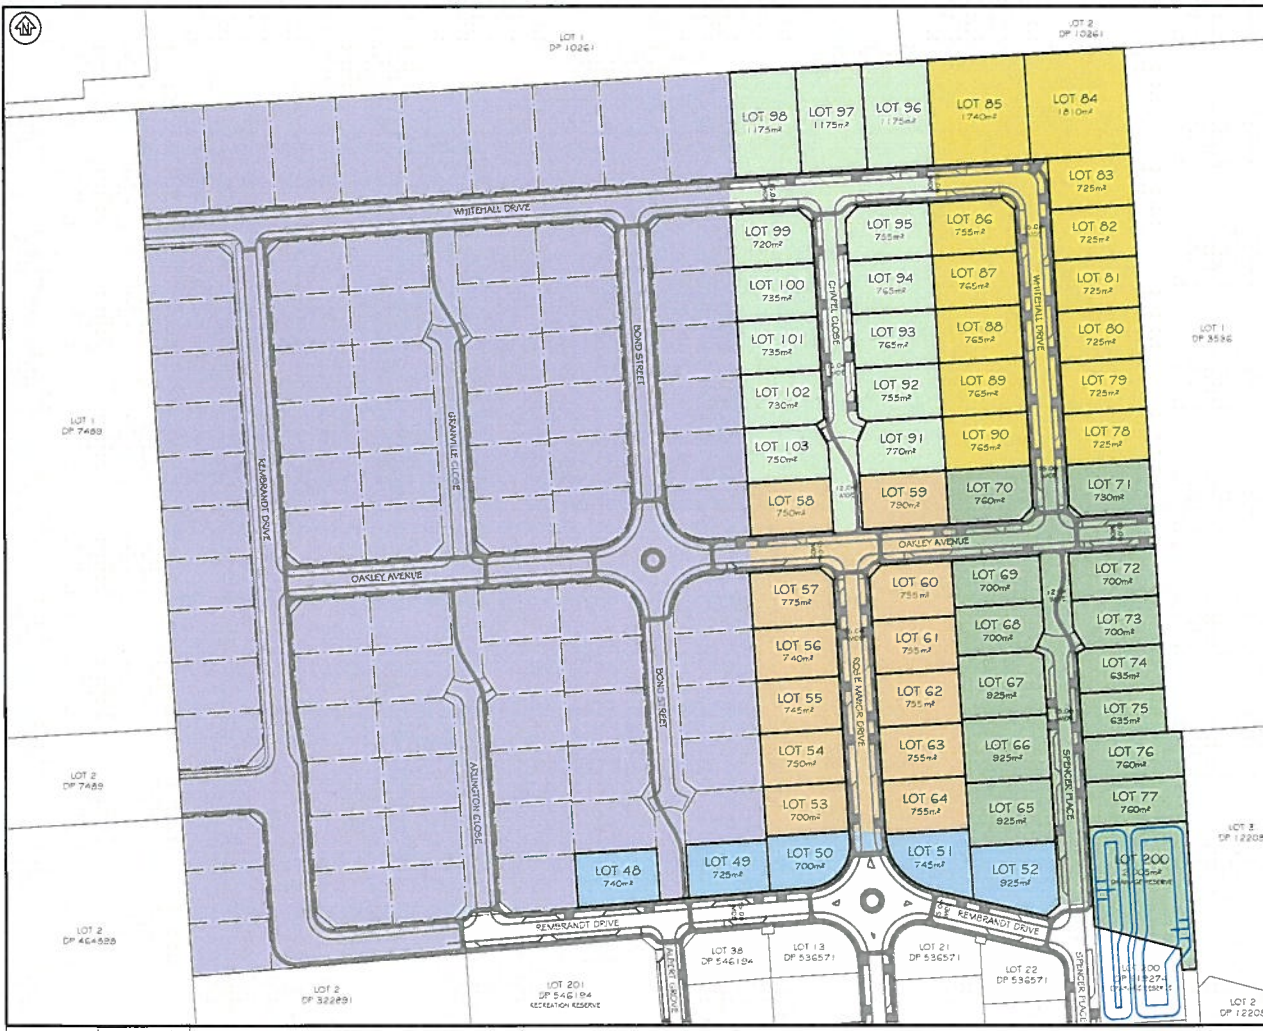 LOT 1
DP 10261
LOT 2
DP 10261
LOT 98
1175m²
LOT 97
1175m²
LOT 96
1175m²
LOT 85
1740m²
LOT 84
1810m²
LOT 83
725m²
WHITEHALL DRIVE
LOT 99
720m²
LOT 95
755m²
LOT 86
755m²
LOT 82
725m²
LOT 100
735m²
LOT 94
765m²
LOT 87
765m²
LOT 81
725m²
CHAPEL CLOSE
WHITEHALL DRIVE
LOT 101
735m²
LOT 93
765m²
LOT 88
765m²
LOT 80
725m²
LOT 1
DP 3536
BOND STREET
LOT 102
730m²
LOT 92
755m²
LOT 89
765m²
LOT 79
725m²
LOT 1
DP 7489
GRANVILLE CLOSE
LOT 103
750m²
LOT 91
770m²
LOT 90
765m²
LOT 78
725m²
REMBRANDT DRIVE
LOT 58
750m²
LOT 59
790m²
LOT 70
760m²
LOT 71
730m²
OAKLEY AVENUE
OAKLEY AVENUE
LOT 57
775m²
LOT 60
755m²
LOT 69
700m²
LOT 72
700m²
LOT 56
740m²
LOT 61
755m²
LOT 68
700m²
LOT 73
700m²
LOT 55
745m²
LOT 62
755m²
LOT 67
925m²
LOT 74
635m²
BOND STREET
ROSE MANOR DRIVE
LOT 75
635m²
LOT 54
750m²
LOT 63
755m²
LOT 66
925m²
LOT 76
760m²
LOT 2
DP 7489
ARLINGTON CLOSE
SPENCER PLACE
LOT 53
700m²
LOT 64
755m²
LOT 65
925m²
LOT 77
760m²
LOT 3
LOT 48
740m²
LOT 49
725m²
LOT 50
700m²
LOT 51
745m²
LOT 52
925m²
LOT 200
DRAINAGE RESERVE
REMBRANDT DRIVE
REMBRANDT DRIVE
LOT 2
DP 464898
LOT 38
DP 546194
LOT 13
DP 536571
LOT 21
DP 536571
LOT 22
DP 536571
ALBERT GROVE
SPENCER PLACE
LOT 2
DP 322891
LOT 201
DP 546194
RECREATION RESERVE
LOT 2